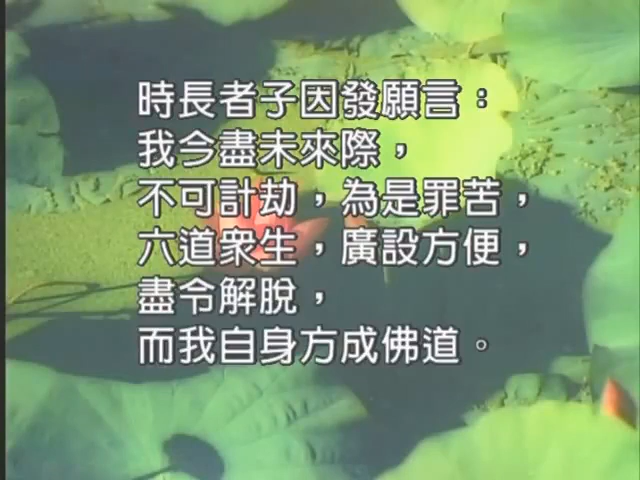 時長者子因發願言：
我今盡未來際，
不可計劫，為是罪苦，
六道眾生，廣設方便，
盡令解脫，
而我自身方成佛道。